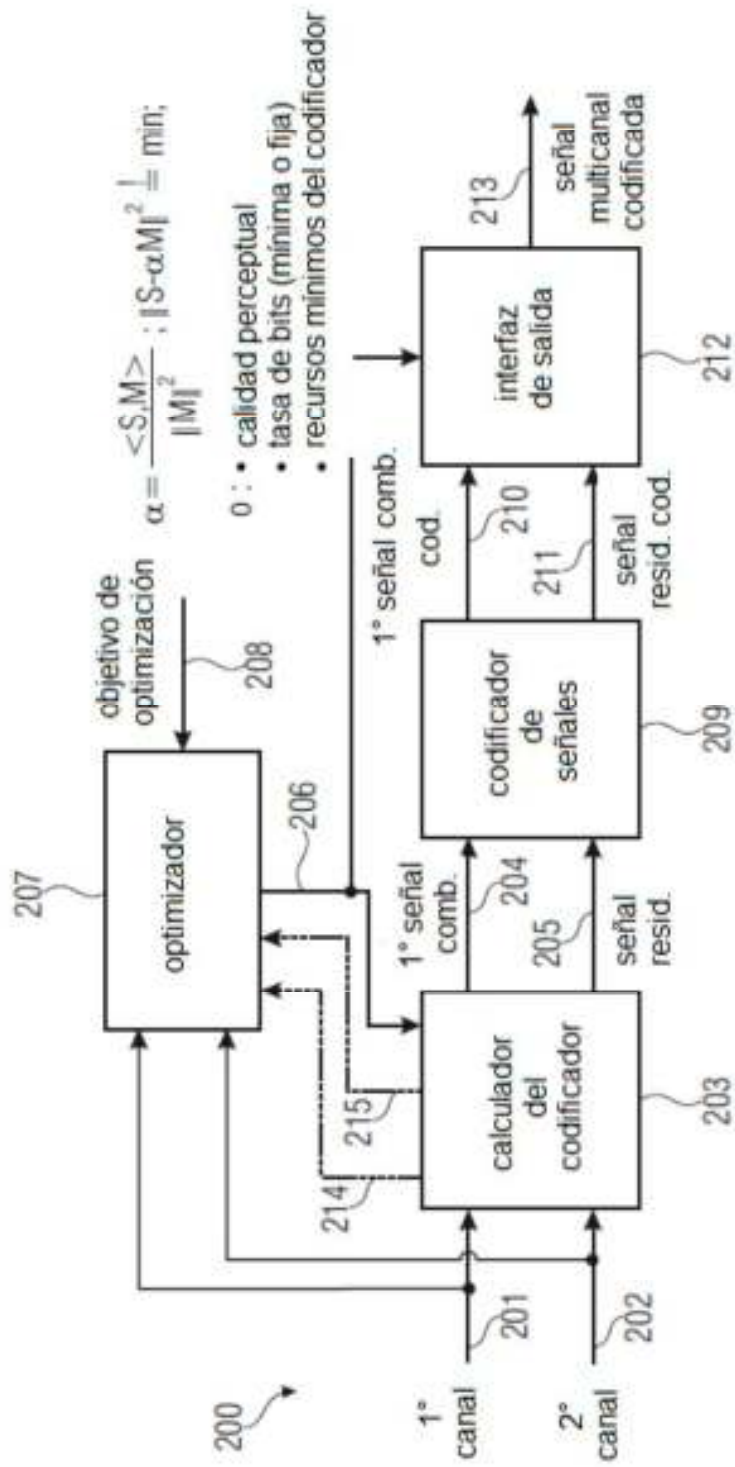 200
207
optimizador
objetivo de
optimización
208
α = <S,M> / ‖M‖² ; ‖S-αM‖² =! min;
o : • calidad perceptual
• tasa de bits (mínima o fija)
• recursos mínimos del codificador
206
214
215
1° canal
201
2° canal
202
calculador
del
codificador
203
1° señal
comb.
204
205
señal
resid.
codificador
de
señales
209
1° señal comb.
cod.
210
211
señal
resid. cod.
interfaz
de salida
212
213
señal
multicanal
codificada